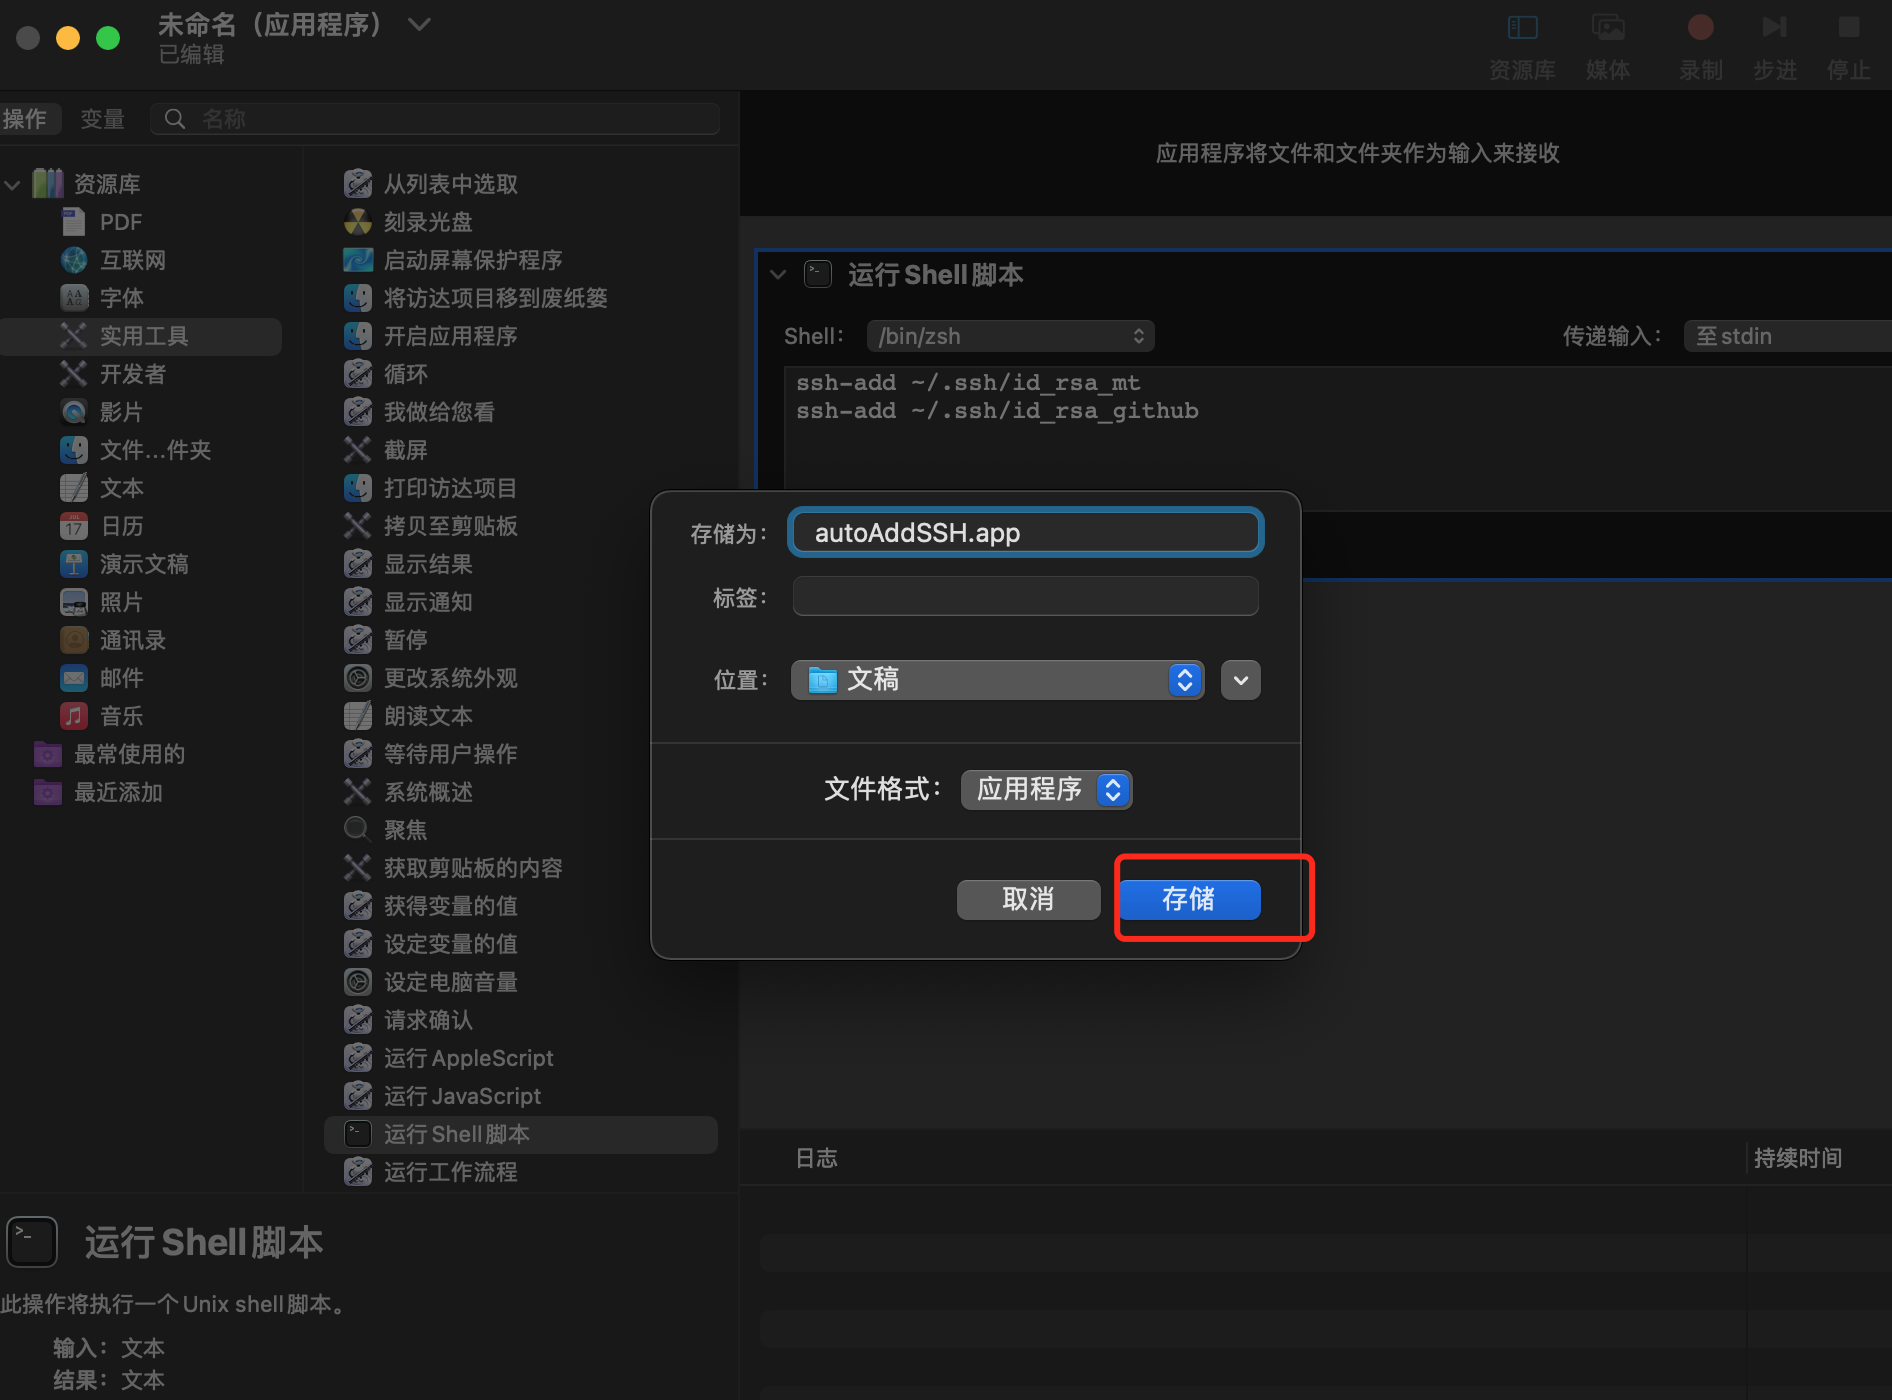 未命名（应用程序）
已编辑
资源库
媒体
录制
步进
停止
操作
变量
名称
应用程序将文件和文件夹作为输入来接收
资源库
PDF
互联网
字体
实用工具
开发者
影片
文件...件夹
文本
日历
演示文稿
照片
通讯录
邮件
音乐
最常使用的
最近添加
从列表中选取
刻录光盘
启动屏幕保护程序
将访达项目移到废纸篓
开启应用程序
循环
我做给您看
截屏
打印访达项目
拷贝至剪贴板
显示结果
显示通知
暂停
更改系统外观
朗读文本
等待用户操作
系统概述
聚焦
获取剪贴板的内容
获得变量的值
设定变量的值
设定电脑音量
请求确认
运行 AppleScript
运行 JavaScript
运行 Shell 脚本
运行工作流程
运行 Shell 脚本
Shell：
/bin/zsh
传递输入：
至 stdin
ssh-add ~/.ssh/id_rsa_mt
ssh-add ~/.ssh/id_rsa_github
存储为：
autoAddSSH.app
标签：
位置：
文稿
文件格式：
应用程序
取消
存储
日志
持续时间
运行 Shell 脚本
此操作将执行一个 Unix shell 脚本。
输入： 文本
结果： 文本